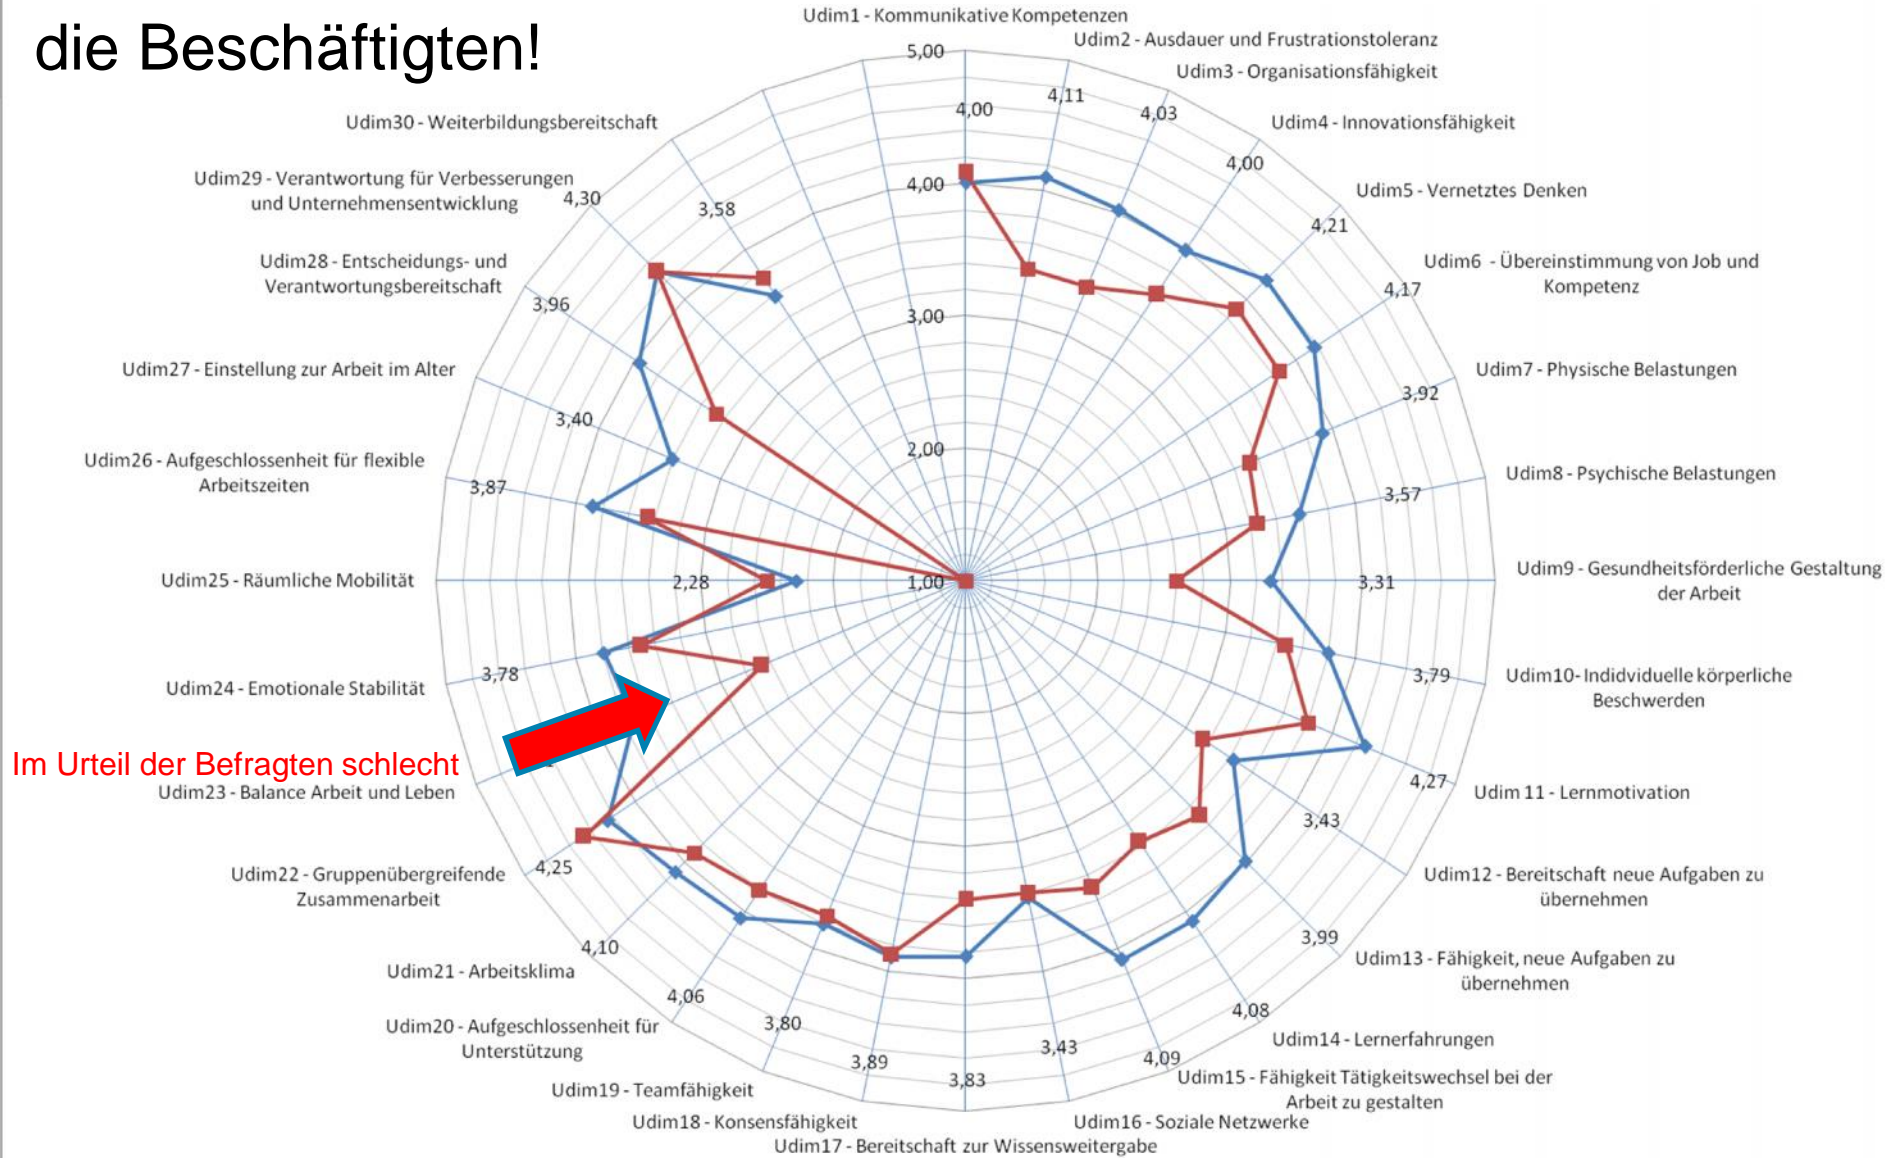 die Beschäftigten!
Udim1 - Kommunikative Kompetenzen
Udim2 - Ausdauer und Frustrationstoleranz
Udim3 - Organisationsfähigkeit
Udim4 - Innovationsfähigkeit
Udim5 - Vernetztes Denken
Udim6 - Übereinstimmung von Job und
Kompetenz
Udim7 - Physische Belastungen
Udim8 - Psychische Belastungen
Udim9 - Gesundheitsförderliche Gestaltung
der Arbeit
Udim10- Indidviduelle körperliche
Beschwerden
Udim 11 - Lernmotivation
Udim12 - Bereitschaft neue Aufgaben zu
übernehmen
Udim13 - Fähigkeit, neue Aufgaben zu
übernehmen
Udim14 - Lernerfahrungen
Udim15 - Fähigkeit Tätigkeitswechsel bei der
Arbeit zu gestalten
Udim16 - Soziale Netzwerke
Udim17 - Bereitschaft zur Wissensweitergabe
Udim18 - Konsensfähigkeit
Udim19 - Teamfähigkeit
Udim20 - Aufgeschlossenheit für
Unterstützung
Udim21 - Arbeitsklima
Udim22 - Gruppenübergreifende
Zusammenarbeit
Im Urteil der Befragten schlecht
Udim23 - Balance Arbeit und Leben
Udim24 - Emotionale Stabilität
Udim25 - Räumliche Mobilität
Udim26 - Aufgeschlossenheit für flexible
Arbeitszeiten
Udim27 - Einstellung zur Arbeit im Alter
Udim28 - Entscheidungs- und
Verantwortungsbereitschaft
Udim29 - Verantwortung für Verbesserungen
und Unternehmensentwicklung
Udim30 - Weiterbildungsbereitschaft
5,00
4,00
3,00
2,00
1,00
4,00
4,11
4,03
4,00
4,21
4,17
3,92
3,57
3,31
3,79
4,27
3,43
3,99
4,08
4,09
3,43
3,83
3,89
3,80
4,06
4,10
4,25
3,78
2,28
3,87
3,40
3,96
4,30
3,58